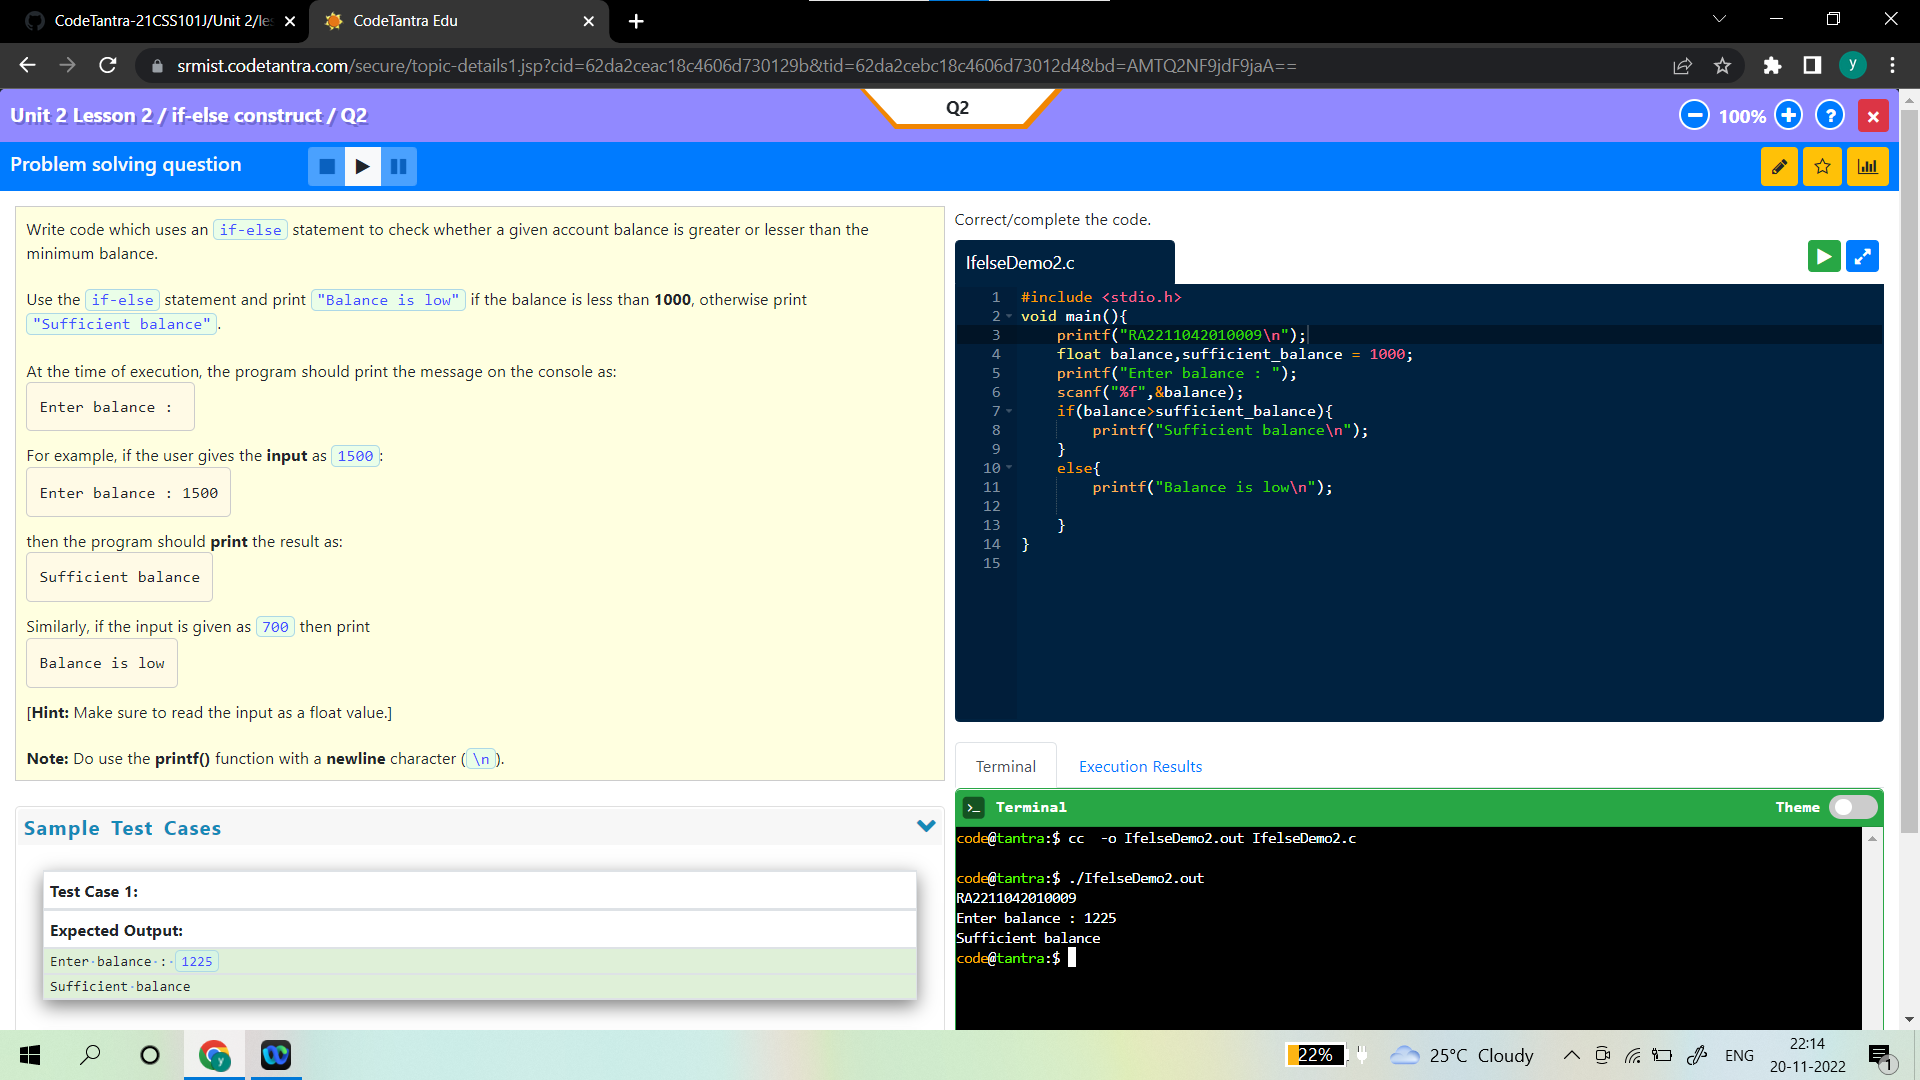 CodeTantra-21CSS101J/Unit 2/les
CodeTantra Edu
srmist.codetantra.com/secure/topic-details1.jsp?cid=62da2ceac18c4606d730129b&tid=62da2cebc18c4606d73012d4&bd=AMTQ2NF9jdF9jaA==
y
Unit 2 Lesson 2 / if-else construct / Q2
Q2
100%
?
Problem solving question
Write code which uses an if-else statement to check whether a given account balance is greater or lesser than the
minimum balance.
Use the if-else statement and print "Balance is low" if the balance is less than 1000, otherwise print
"Sufficient balance".
At the time of execution, the program should print the message on the console as:
Enter balance :
For example, if the user gives the input as 1500:
Enter balance : 1500
then the program should print the result as:
Sufficient balance
Similarly, if the input is given as 700 then print
Balance is low
[Hint: Make sure to read the input as a float value.]
Note: Do use the printf() function with a newline character (\n).
Sample Test Cases
Test Case 1:
Expected Output:
Enter·balance·:·1225
Sufficient·balance
Correct/complete the code.
IfelseDemo2.c
1 #include <stdio.h>
2 void main(){
3 printf("RA2211042010009\n");
4 float balance,sufficient_balance = 1000;
5 printf("Enter balance : ");
6 scanf("%f",&balance);
7 if(balance>sufficient_balance){
8 printf("Sufficient balance\n");
9 }
10 else{
11 printf("Balance is low\n");
12
13 }
14 }
15
Terminal
Execution Results
>_ Terminal
Theme
code@tantra:$ cc -o IfelseDemo2.out IfelseDemo2.c
code@tantra:$ ./IfelseDemo2.out
RA2211042010009
Enter balance : 1225
Sufficient balance
code@tantra:$
y
22%
25°C Cloudy
ENG
22:14
20-11-2022
1